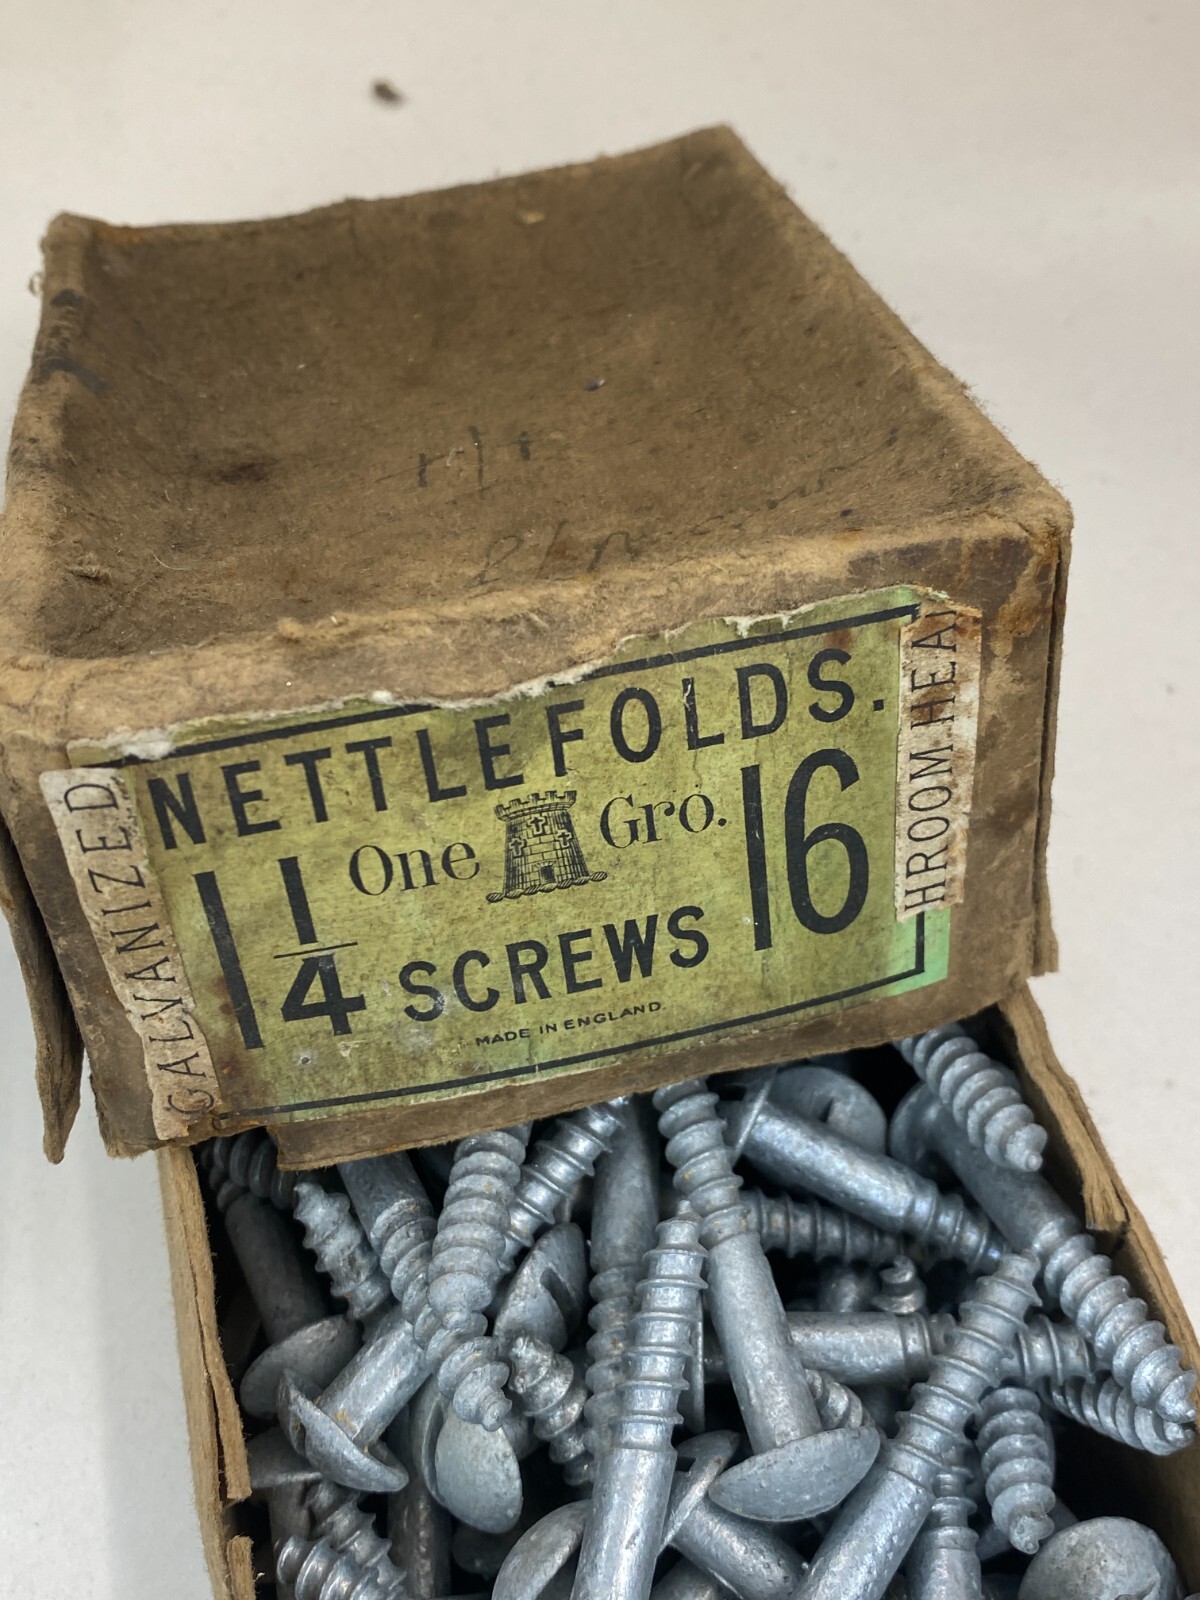 NETTLEFOLDS.
One Gro.
1 1/4 SCREWS 16
MADE IN ENGLAND.
GALVANIZED
HROOM HEA